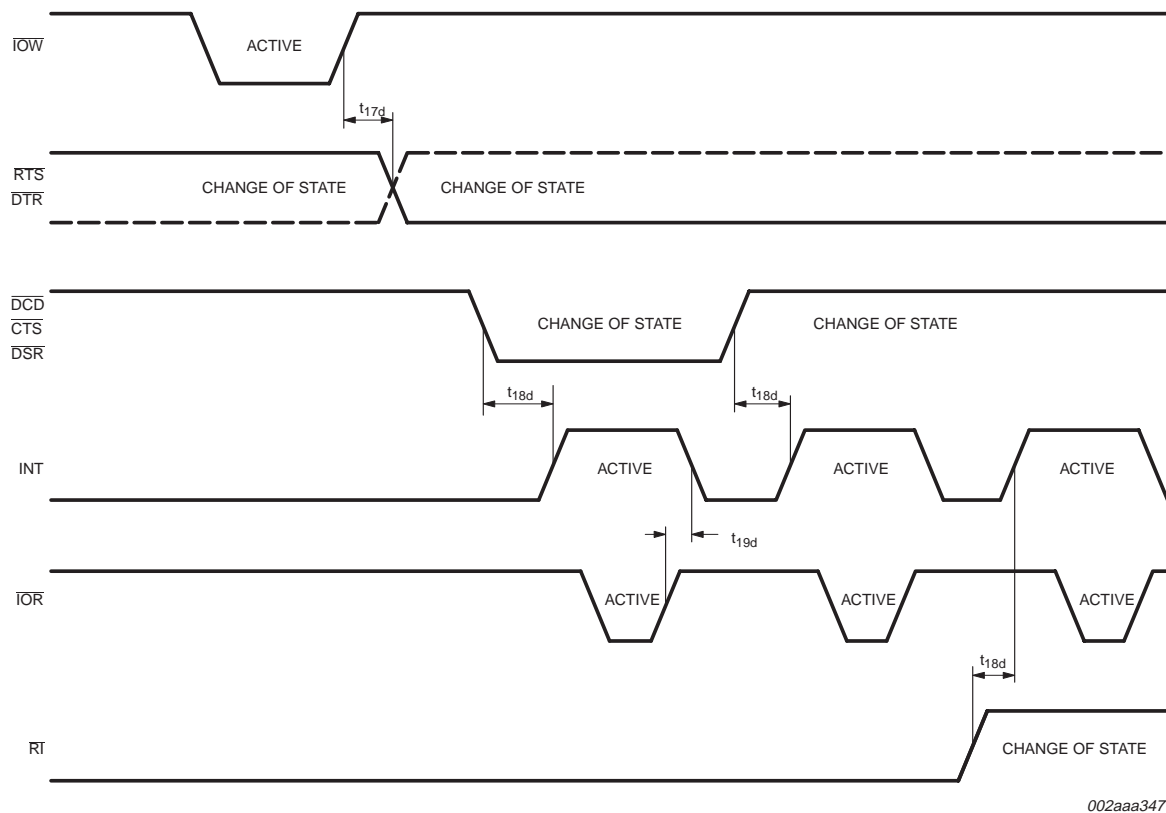 IOW
ACTIVE
t17d
RTS
DTR
CHANGE OF STATE
CHANGE OF STATE
DCD
CTS
DSR
CHANGE OF STATE
CHANGE OF STATE
t18d
t18d
INT
ACTIVE
ACTIVE
ACTIVE
t19d
IOR
ACTIVE
ACTIVE
ACTIVE
t18d
RI
CHANGE OF STATE
002aaa347